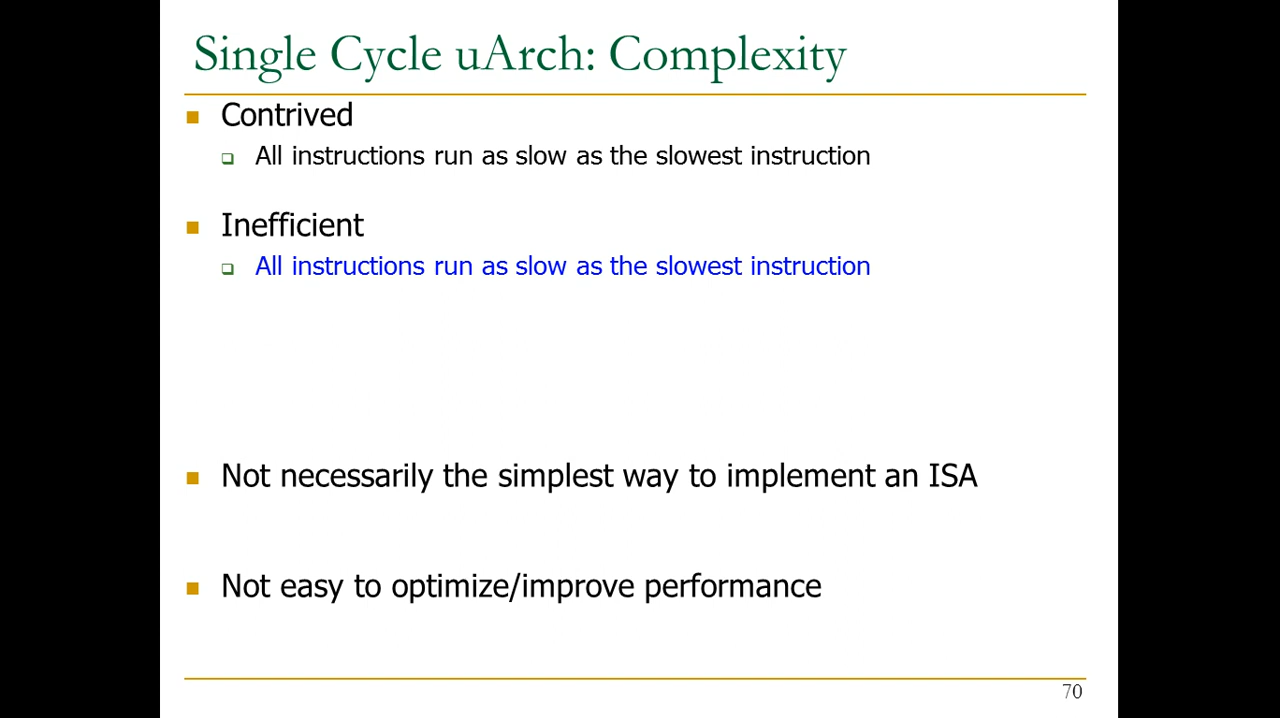 Single Cycle uArch: Complexity
Contrived
All instructions run as slow as the slowest instruction
Inefficient
All instructions run as slow as the slowest instruction
Not necessarily the simplest way to implement an ISA
Not easy to optimize/improve performance
70